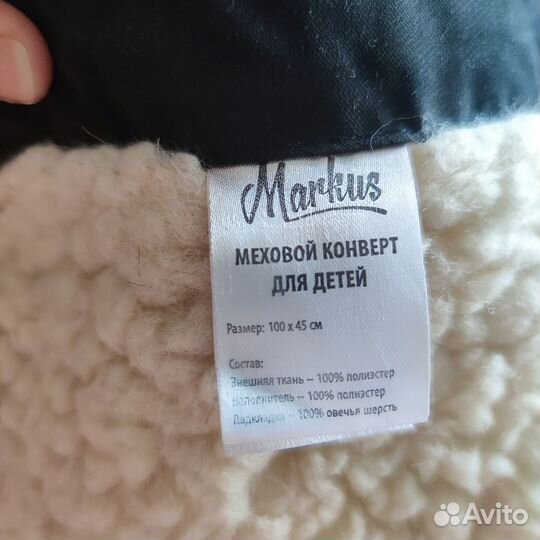 Markus
МЕХОВОЙ КОНВЕРТ
ДЛЯ ДЕТЕЙ
Размер: 100 x 45 см
Состав:
Внешняя ткань – 100% полиэстер
Наполнитель – 100% полиэстер
Подкладка – 100% овечья шерсть
Avito